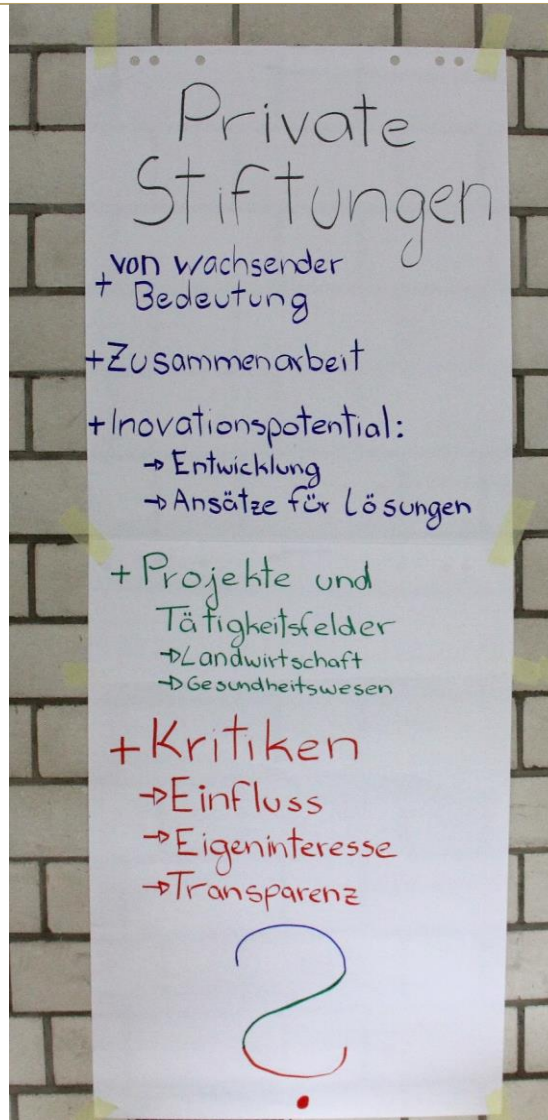 Private
Stiftungen
von wachsender
+ Bedeutung
+ Zusammenarbeit
+ Inovationspotential:
→ Entwicklung
→ Ansätze für Lösungen
+ Projekte und
Tätigkeitsfelder
→ Landwirtschaft
→ Gesundheitswesen
+ Kritiken
→ Einfluss
→ Eigeninteresse
→ Transparenz
?